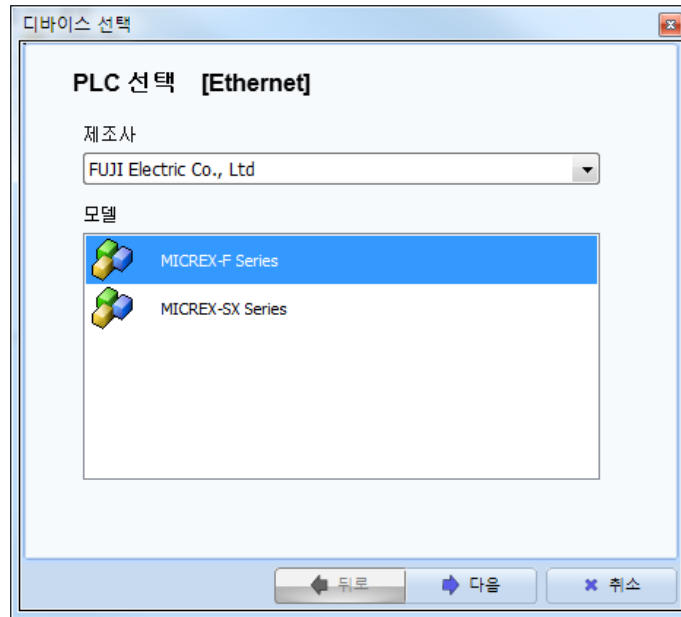 디바이스 선택
PLC 선택 [Ethernet]
제조사
FUJI Electric Co., Ltd
모델
MICREX-F Series
MICREX-SX Series
뒤로 다음 취소